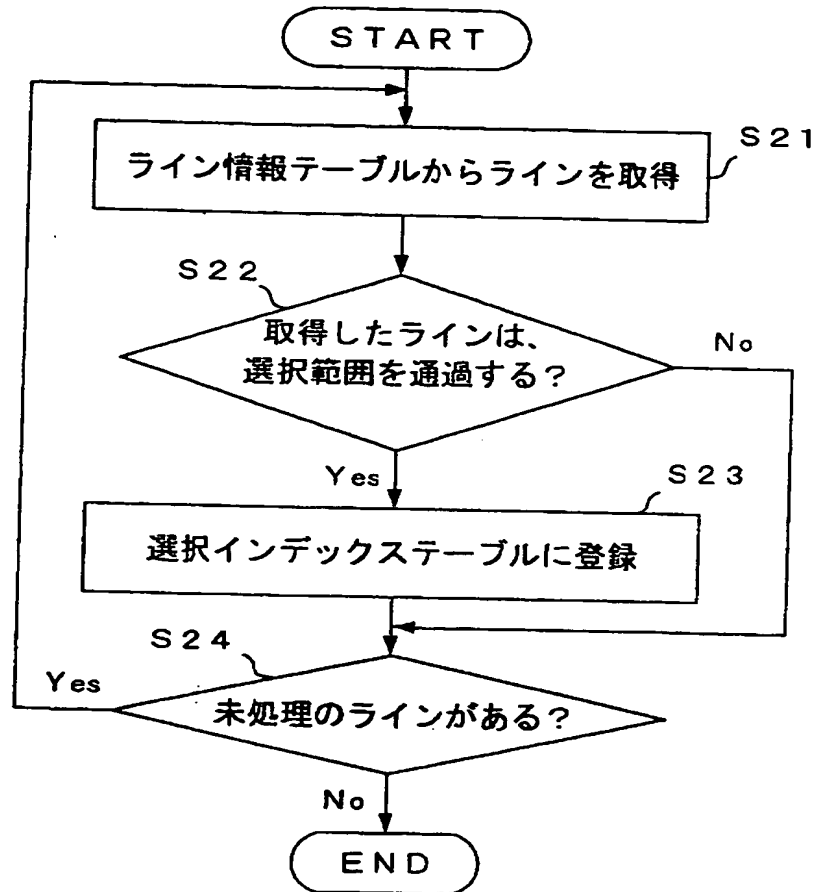 START
S21
ライン情報テーブルからラインを取得
S22
取得したラインは、
選択範囲を通過する?
No
Yes
S23
選択インデックステーブルに登録
S24
Yes
未処理のラインがある?
No
END